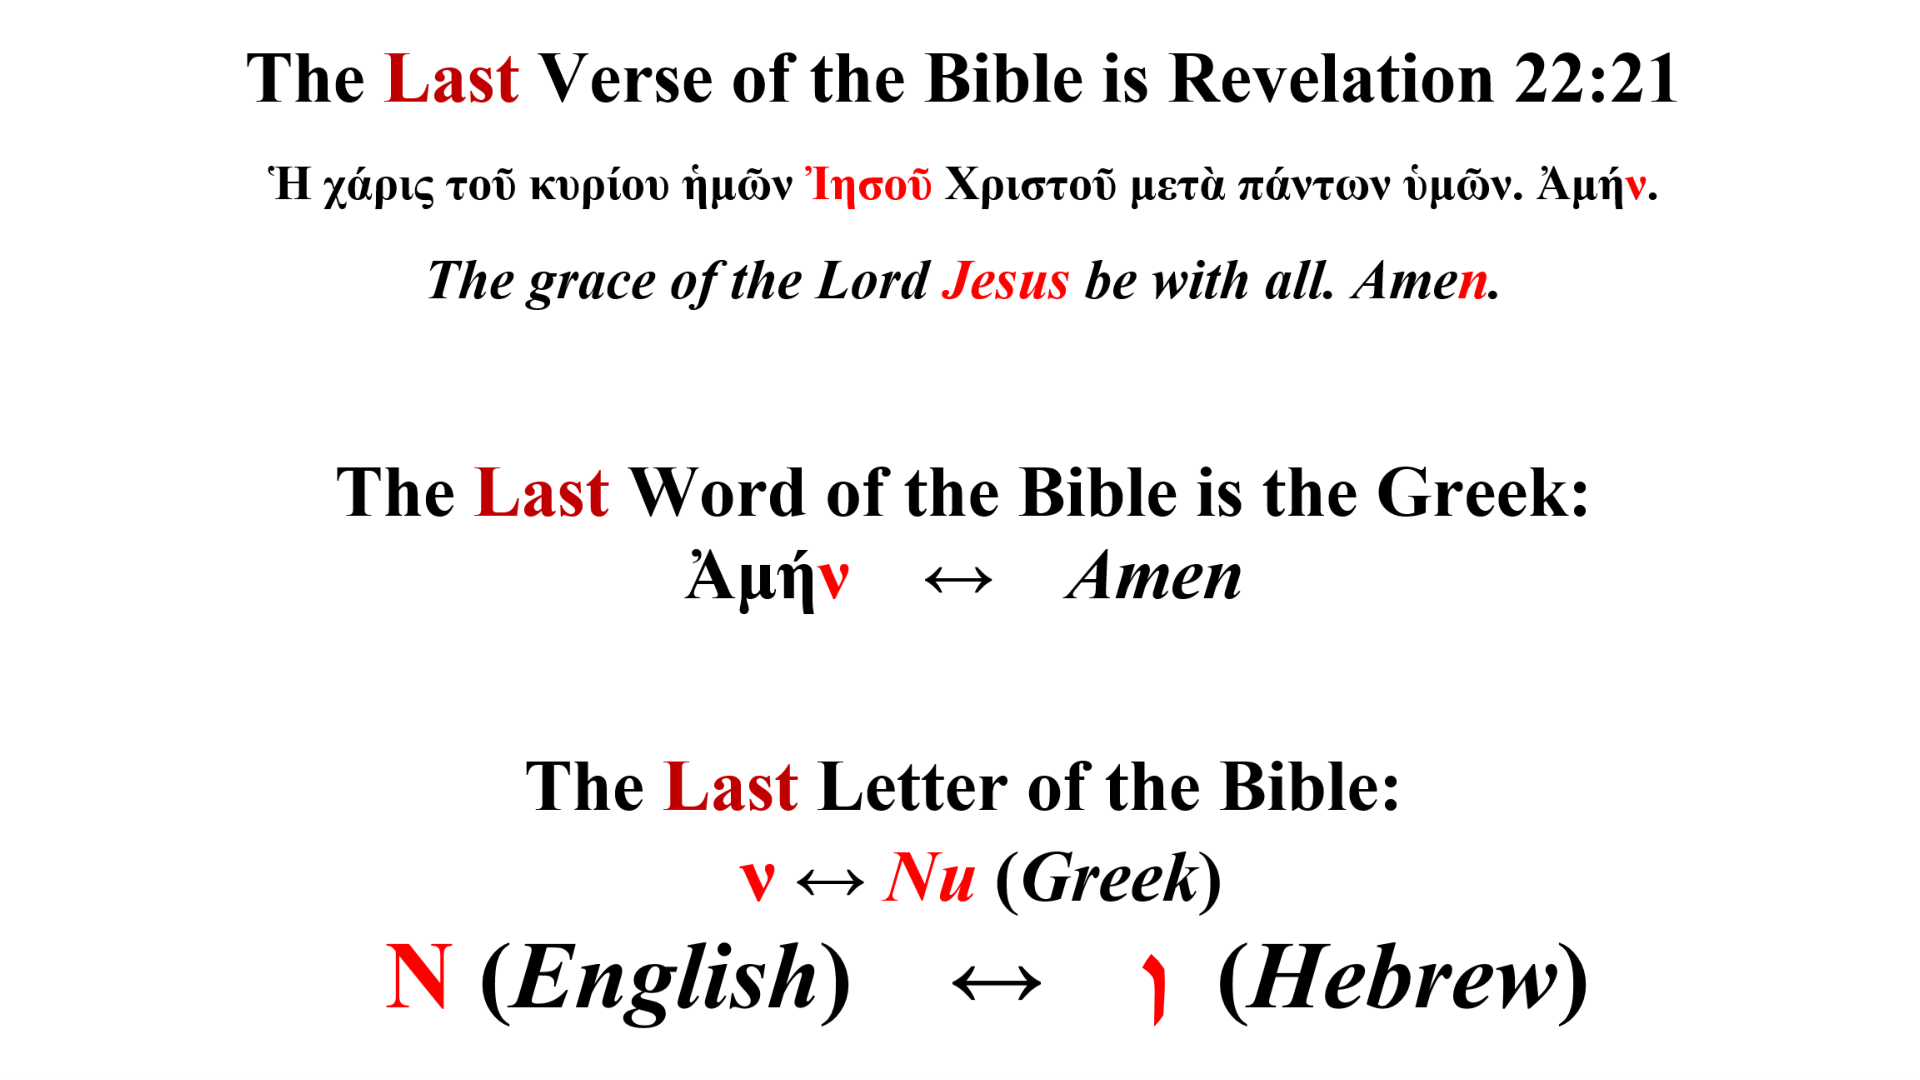 The Last Verse of the Bible is Revelation 22:21
Ἡ χάρις τοῦ κυρίου ἡμῶν Ἰησοῦ Χριστοῦ μετὰ πάντων ὑμῶν. Ἀμήν.
The grace of the Lord Jesus be with all. Amen.
The Last Word of the Bible is the Greek:
Ἀμήν ↔ Amen
The Last Letter of the Bible:
ν ↔ Nu (Greek)
N (English) ↔ ן (Hebrew)